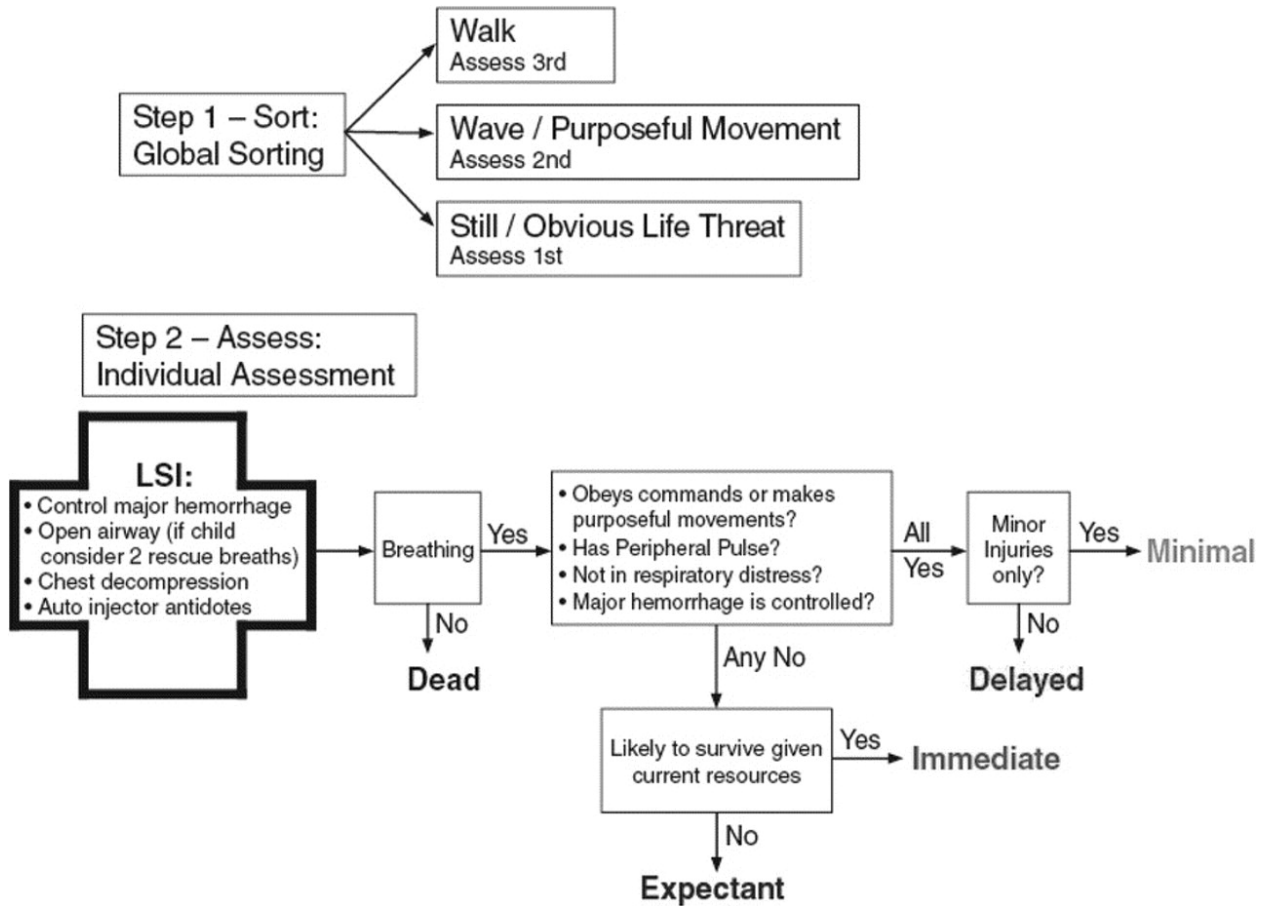 Walk
Assess 3rd
Step 1 – Sort:
Global Sorting
Wave / Purposeful Movement
Assess 2nd
Still / Obvious Life Threat
Assess 1st
Step 2 – Assess:
Individual Assessment
LSI:
• Control major hemorrhage
• Open airway (if child
consider 2 rescue breaths)
• Chest decompression
• Auto injector antidotes
Breathing
Yes
No
Dead
• Obeys commands or makes
purposeful movements?
• Has Peripheral Pulse?
• Not in respiratory distress?
• Major hemorrhage is controlled?
All
Yes
Minor
Injuries
only?
Yes
Minimal
No
Delayed
Any No
Likely to survive given
current resources
Yes
Immediate
No
Expectant